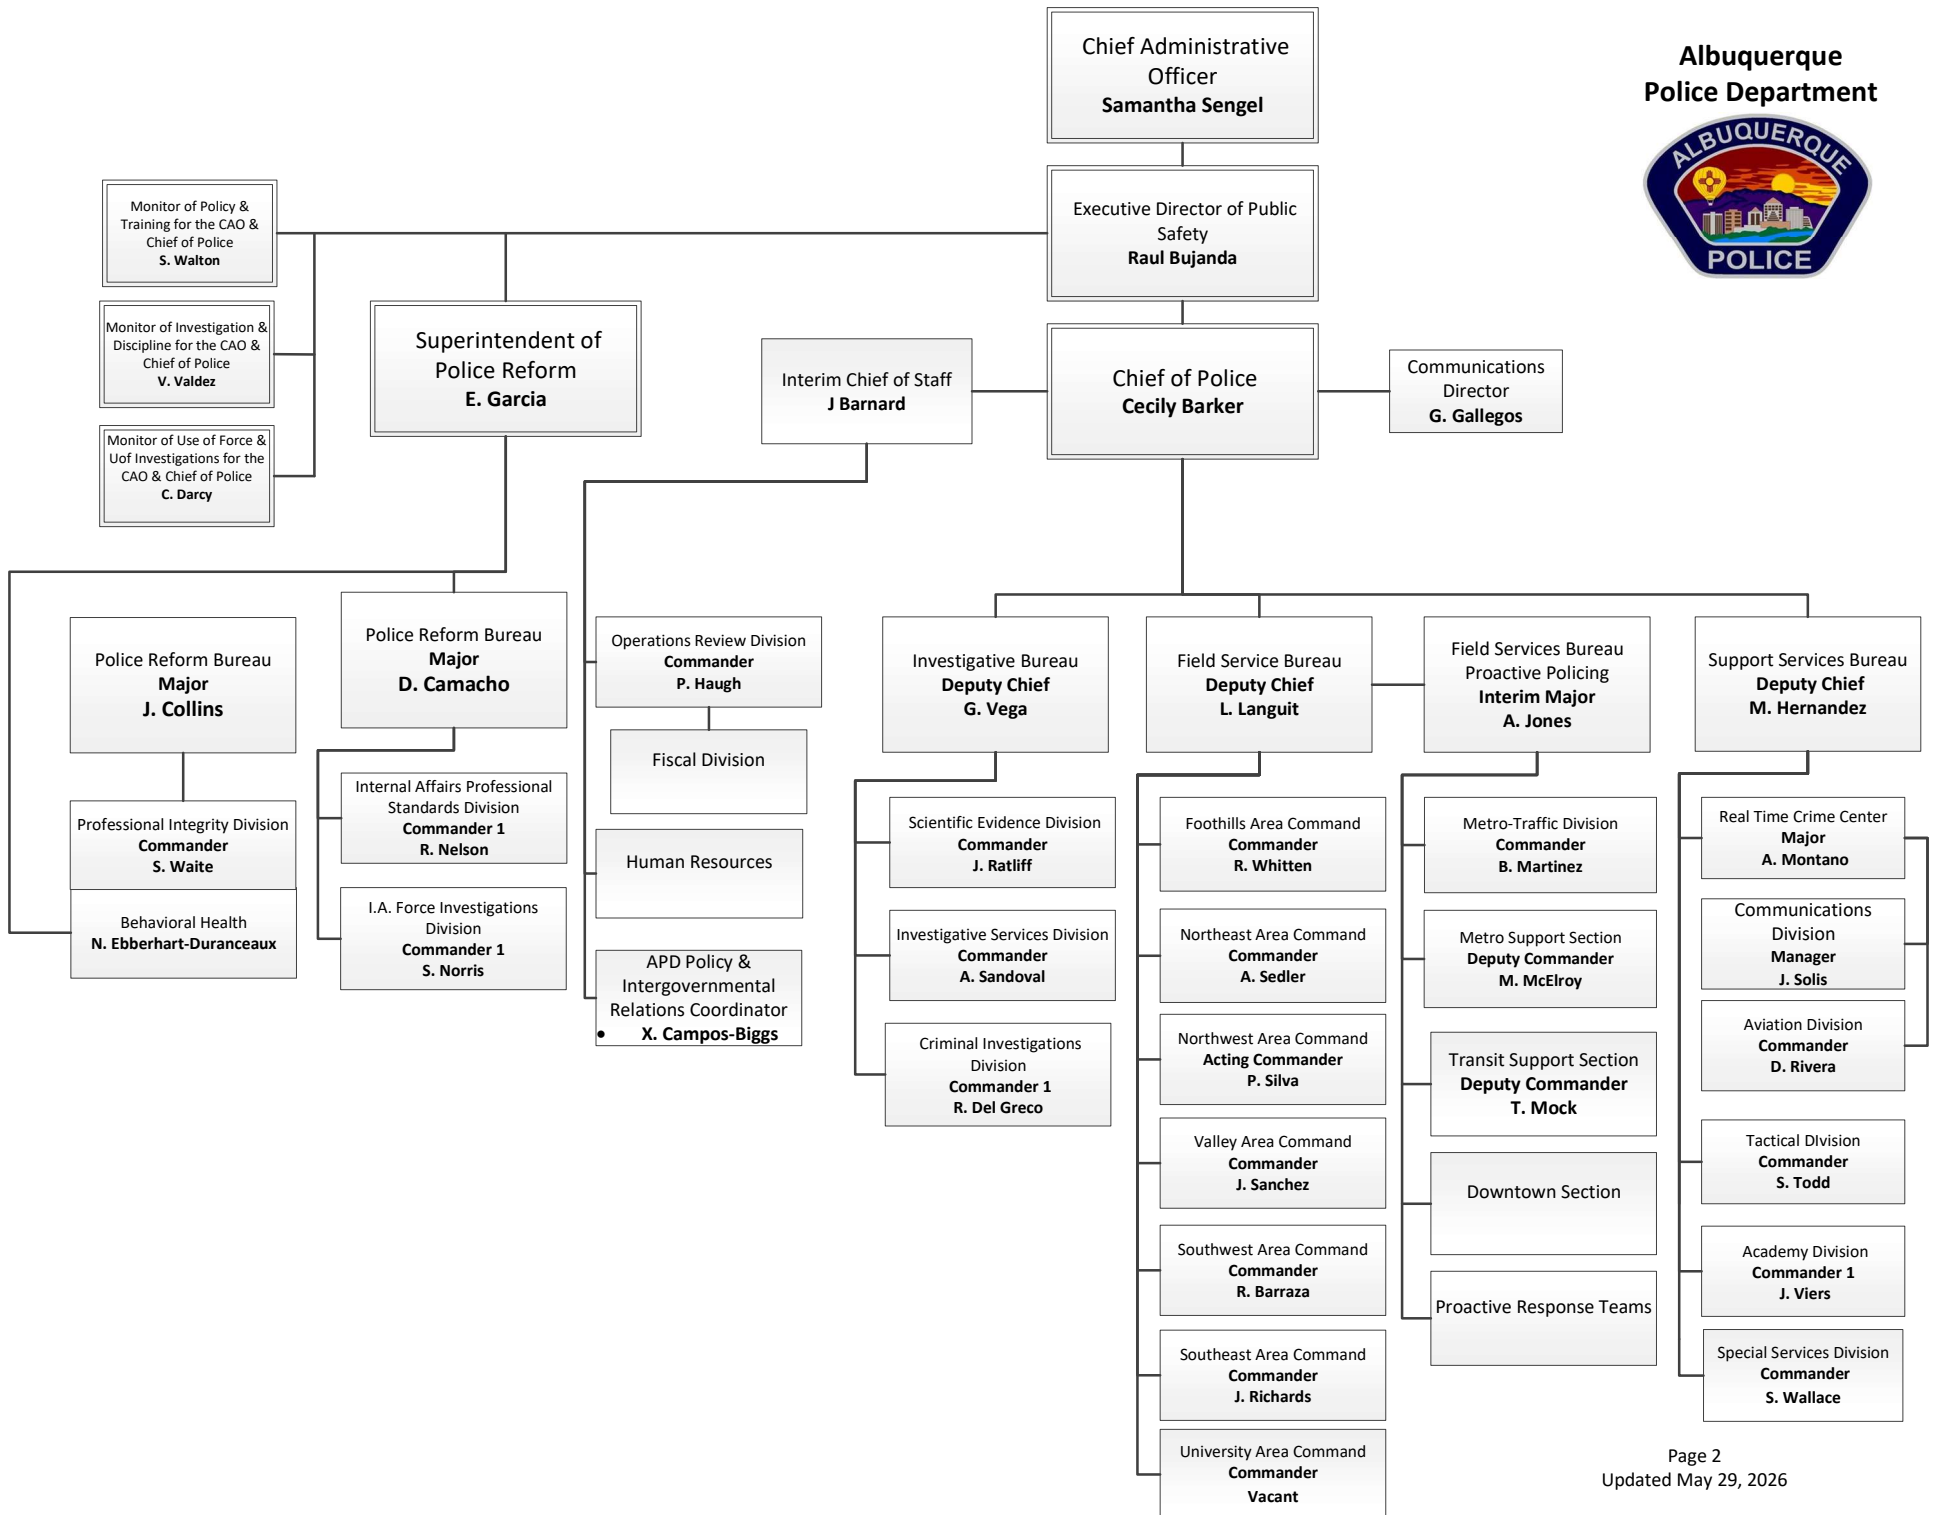 Chief Administrative
Officer
Samantha Sengel
Albuquerque
Police Department
ALBUQUERQUE
POLICE
Executive Director of Public
Safety
Raul Bujanda
Monitor of Policy &
Training for the CAO &
Chief of Police
S. Walton
Monitor of Investigation &
Discipline for the CAO &
Chief of Police
V. Valdez
Monitor of Use of Force &
Uof Investigations for the
CAO & Chief of Police
C. Darcy
Superintendent of
Police Reform
E. Garcia
Interim Chief of Staff
J Barnard
Chief of Police
Cecily Barker
Communications
Director
G. Gallegos
Police Reform Bureau
Major
J. Collins
Professional Integrity Division
Commander
S. Waite
Behavioral Health
N. Ebberhart-Duranceaux
Police Reform Bureau
Major
D. Camacho
Internal Affairs Professional
Standards Division
Commander 1
R. Nelson
I.A. Force Investigations
Division
Commander 1
S. Norris
Operations Review Division
Commander
P. Haugh
Fiscal Division
Human Resources
APD Policy &
Intergovernmental
Relations Coordinator
• X. Campos-Biggs
Investigative Bureau
Deputy Chief
G. Vega
Scientific Evidence Division
Commander
J. Ratliff
Investigative Services Division
Commander
A. Sandoval
Criminal Investigations
Division
Commander 1
R. Del Greco
Field Service Bureau
Deputy Chief
L. Languit
Foothills Area Command
Commander
R. Whitten
Northeast Area Command
Commander
A. Sedler
Northwest Area Command
Acting Commander
P. Silva
Valley Area Command
Commander
J. Sanchez
Southwest Area Command
Commander
R. Barraza
Southeast Area Command
Commander
J. Richards
University Area Command
Commander
Vacant
Field Services Bureau
Proactive Policing
Interim Major
A. Jones
Metro-Traffic Division
Commander
B. Martinez
Metro Support Section
Deputy Commander
M. McElroy
Transit Support Section
Deputy Commander
T. Mock
Downtown Section
Proactive Response Teams
Support Services Bureau
Deputy Chief
M. Hernandez
Real Time Crime Center
Major
A. Montano
Communications
Division
Manager
J. Solis
Aviation Division
Commander
D. Rivera
Tactical DIvision
Commander
S. Todd
Academy Division
Commander 1
J. Viers
Special Services Division
Commander
S. Wallace
Page 2
Updated May 29, 2026